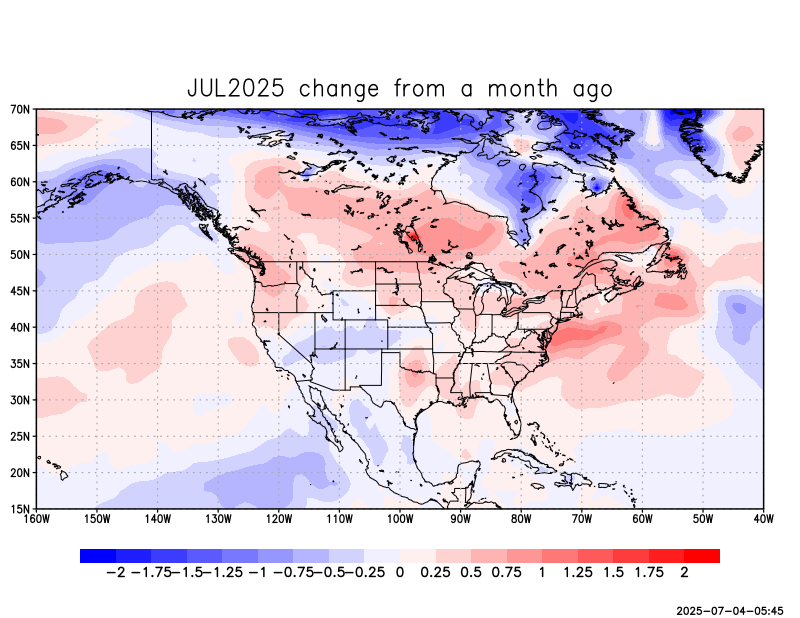 JUL2025 change from a month ago
70N
65N
60N
55N
50N
45N
40N
35N
30N
25N
20N
15N
160W 150W 140W 130W 120W 110W 100W 90W 80W 70W 60W 50W 40W
−2 −1.75 −1.5 −1.25 −1 −0.75 −0.5 −0.25 0 0.25 0.5 0.75 1 1.25 1.5 1.75 2
2025-07-04-05:45